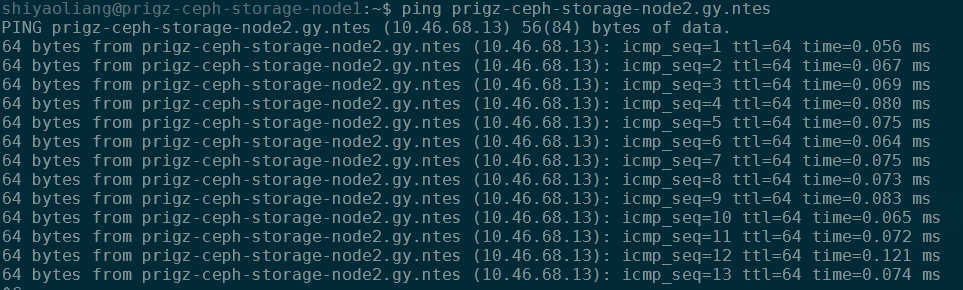 shiyaoliang@prigz-ceph-storage-node1:~$ ping prigz-ceph-storage-node2.gy.ntes
PING prigz-ceph-storage-node2.gy.ntes (10.46.68.13) 56(84) bytes of data.
64 bytes from prigz-ceph-storage-node2.gy.ntes (10.46.68.13): icmp_seq=1 ttl=64 time=0.056 ms
64 bytes from prigz-ceph-storage-node2.gy.ntes (10.46.68.13): icmp_seq=2 ttl=64 time=0.067 ms
64 bytes from prigz-ceph-storage-node2.gy.ntes (10.46.68.13): icmp_seq=3 ttl=64 time=0.069 ms
64 bytes from prigz-ceph-storage-node2.gy.ntes (10.46.68.13): icmp_seq=4 ttl=64 time=0.080 ms
64 bytes from prigz-ceph-storage-node2.gy.ntes (10.46.68.13): icmp_seq=5 ttl=64 time=0.075 ms
64 bytes from prigz-ceph-storage-node2.gy.ntes (10.46.68.13): icmp_seq=6 ttl=64 time=0.064 ms
64 bytes from prigz-ceph-storage-node2.gy.ntes (10.46.68.13): icmp_seq=7 ttl=64 time=0.075 ms
64 bytes from prigz-ceph-storage-node2.gy.ntes (10.46.68.13): icmp_seq=8 ttl=64 time=0.073 ms
64 bytes from prigz-ceph-storage-node2.gy.ntes (10.46.68.13): icmp_seq=9 ttl=64 time=0.083 ms
64 bytes from prigz-ceph-storage-node2.gy.ntes (10.46.68.13): icmp_seq=10 ttl=64 time=0.065 ms
64 bytes from prigz-ceph-storage-node2.gy.ntes (10.46.68.13): icmp_seq=11 ttl=64 time=0.072 ms
64 bytes from prigz-ceph-storage-node2.gy.ntes (10.46.68.13): icmp_seq=12 ttl=64 time=0.121 ms
64 bytes from prigz-ceph-storage-node2.gy.ntes (10.46.68.13): icmp_seq=13 ttl=64 time=0.074 ms